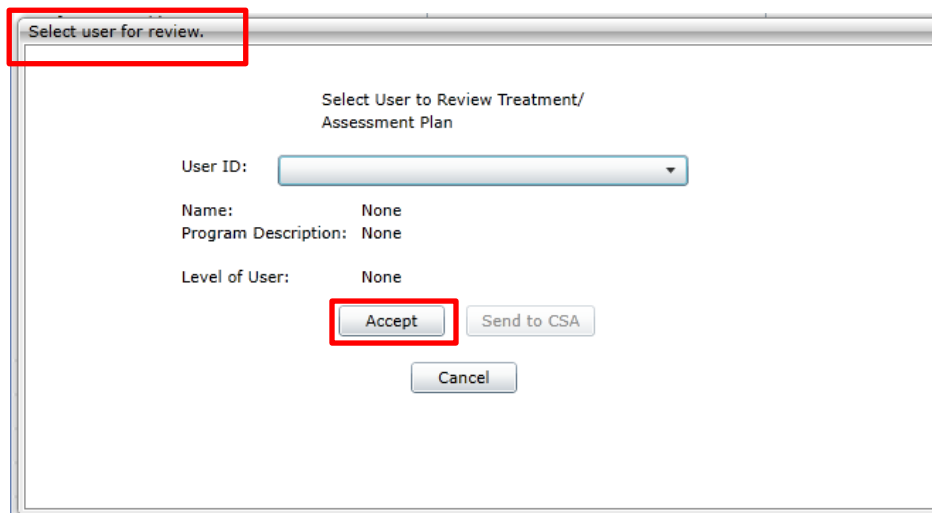 Select user for review.
Select User to Review Treatment/
Assessment Plan
User ID:
Name: None
Program Description: None
Level of User: None
Accept Send to CSA
Cancel